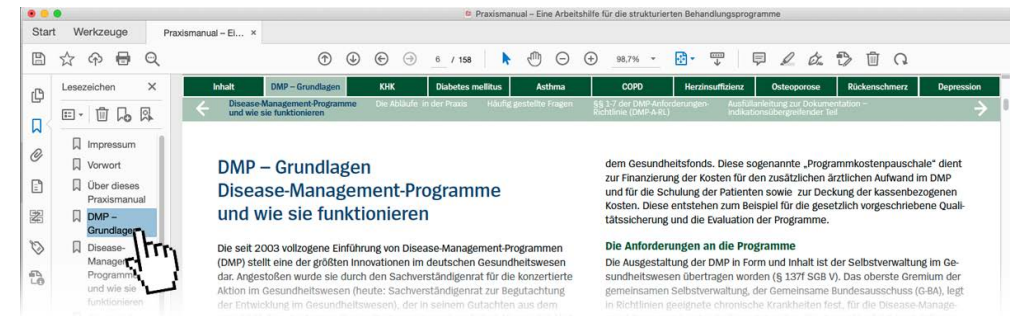 Praxismanual – Eine Arbeitshilfe für die strukturierten Behandlungsprogramme
Start Werkzeuge Praxismanual – Ei... ×
6 / 158 98,7%
Lesezeichen ×
Impressum
Vorwort
Über dieses
Praxismanual
DMP –
Grundlagen
Disease-
Programm
und wie sie
funktionieren
Inhalt DMP – Grundlagen KHK Diabetes mellitus Asthma COPD Herzinsuffizienz Osteoporose Rückenschmerz Depression
Disease-Management-Programme
und wie sie funktionieren
Die Abläufe in der Praxis
Häufig gestellte Fragen
§§ 1-7 der DMP-Anforderungen-
Richtlinie (DMP-A-RL)
Ausfüllanleitung zur Dokumentation –
indikationsübergreifender Teil
DMP – Grundlagen
Disease-Management-Programme
und wie sie funktionieren
Die seit 2003 vollzogene Einführung von Disease-Management-Programmen
(DMP) stellt eine der größten Innovationen im deutschen Gesundheitswesen
dar. Angestoßen wurde sie durch den Sachverständigenrat für die konzertierte
Aktion im Gesundheitswesen (heute: Sachverständigenrat zur Begutachtung
der Entwicklung im Gesundheitswesen), der in seinem Gutachten aus dem
dem Gesundheitsfonds. Diese sogenannte „Programmkostenpauschale“ dient
zur Finanzierung der Kosten für den zusätzlichen ärztlichen Aufwand im DMP
und für die Schulung der Patienten sowie zur Deckung der kassenbezogenen
Kosten. Diese entstehen zum Beispiel für die gesetzlich vorgeschriebene Quali-
tätssicherung und die Evaluation der Programme.
Die Anforderungen an die Programme
Die Ausgestaltung der DMP in Form und Inhalt ist der Selbstverwaltung im Ge-
sundheitswesen übertragen worden (§ 137f SGB V). Das oberste Gremium der
gemeinsamen Selbstverwaltung, der Gemeinsame Bundesausschuss (G-BA), legt
in Richtlinien geeignete chronische Krankheiten fest, für die Disease-Manage-